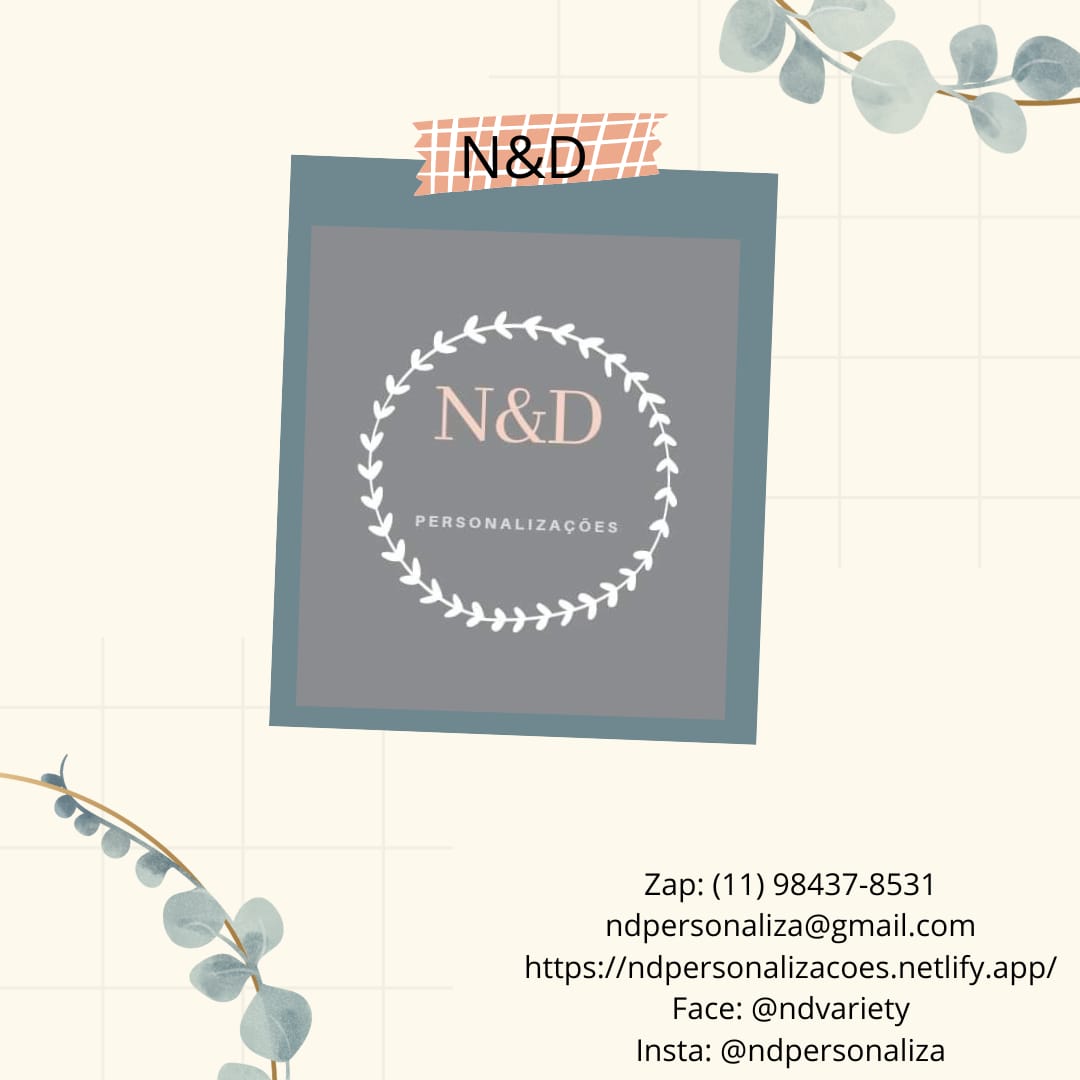 N&D
N&D
PERSONALIZAÇÕES
Zap: (11) 98437-8531
ndpersonaliza@gmail.com
https://ndpersonalizacoes.netlify.app/
Face: @ndvariety
Insta: @ndpersonaliza